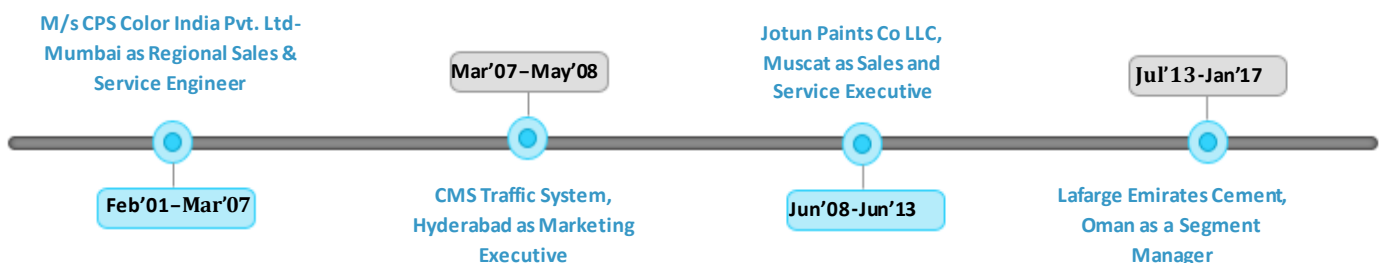 M/s CPS Color India Pvt. Ltd-
Mumbai as Regional Sales &
Service Engineer
Feb’01–Mar’07
Mar’07–May’08
CMS Traffic System,
Hyderabad as Marketing
Executive
Jotun Paints Co LLC,
Muscat as Sales and
Service Executive
Jun’08-Jun’13
Jul’13-Jan’17
Lafarge Emirates Cement,
Oman as a Segment
Manager